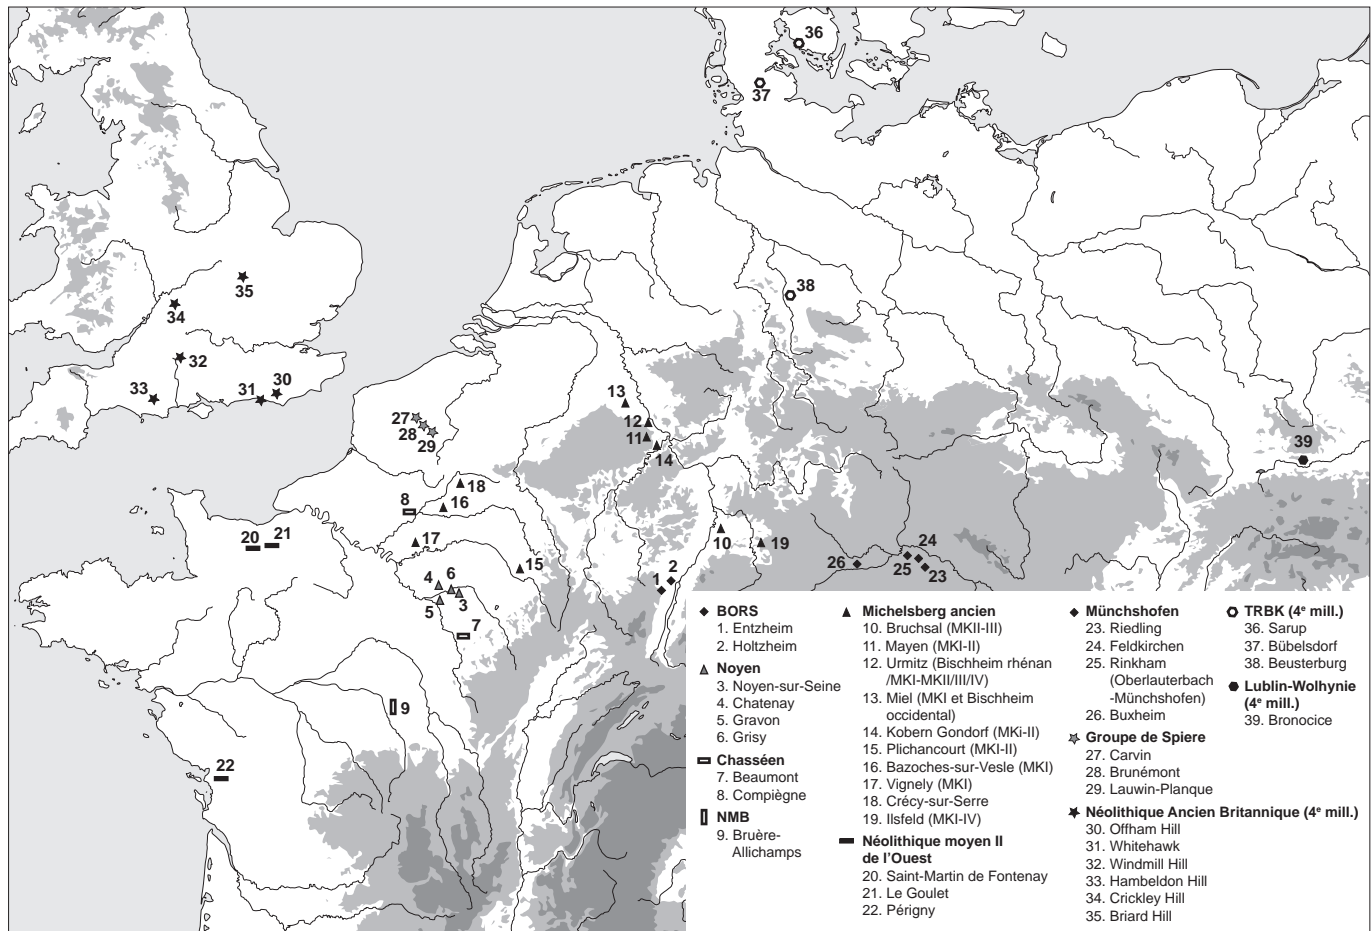 36
37
38
35
34
32
33
31
30
13
12
11
14
27
28
29
39
18
16
8
17
20
21
10
19
15
24
26
25
23
4
6
3
5
1
2
7
9
22
BORS
1. Entzheim
2. Holtzheim
Noyen
3. Noyen-sur-Seine
4. Chatenay
5. Gravon
6. Grisy
Chasséen
7. Beaumont
8. Compiègne
NMB
9. Bruère-
Allichamps
Michelsberg ancien
10. Bruchsal (MKII-III)
11. Mayen (MKI-II)
12. Urmitz (Bischheim rhénan
/MKI-MKII/III/IV)
13. Miel (MKI et Bischheim
occidental)
14. Kobern Gondorf (MKi-II)
15. Plichancourt (MKI-II)
16. Bazoches-sur-Vesle (MKI)
17. Vignely (MKI)
18. Crécy-sur-Serre
19. Ilsfeld (MKI-IV)
Néolithique moyen II
de l'Ouest
20. Saint-Martin de Fontenay
21. Le Goulet
22. Périgny
Münchshofen
23. Riedling
24. Feldkirchen
25. Rinkham
(Oberlauterbach
-Münchshofen)
26. Buxheim
Groupe de Spiere
27. Carvin
28. Brunémont
29. Lauwin-Planque
Néolithique Ancien Britannique (4e mill.)
30. Offham Hill
31. Whitehawk
32. Windmill Hill
33. Hambeldon Hill
34. Crickley Hill
35. Briard Hill
TRBK (4e mill.)
36. Sarup
37. Bübelsdorf
38. Beusterburg
Lublin-Wolhynie
(4e mill.)
39. Bronocice